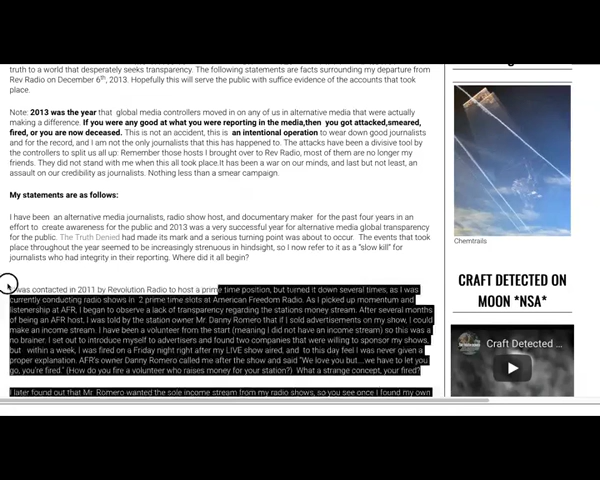 truth to a world that desperately seeks transparency. The following statements are facts surrounding my departure from
Rev Radio on December 6th, 2013. Hopefully this will serve the public with suffice evidence of the accounts that took
place.
Note: 2013 was the year that global media controllers moved in on any of us in alternative media that were actually
making a difference. If you were any good at what you were reporting in the media,then you got attacked,smeared,
fired, or you are now deceased. This is not an accident, this is an intentional operation to wear down good journalists
and for the record, and I am not the only journalists that this has happened to. The attacks have been a divisive tool by
the controllers to split us all up. Remember those hosts I brought over to Rev Radio, most of them are no longer my
friends. They did not stand with me when this all took place.It has been a war on our minds, and last but not least, an
assault on our credibility as journalists. Nothing less than a smear campaign.
My statements are as follows:
I have been an alternative media journalists, radio show host, and documentary maker for the past four years in an
effort to create awareness for the public and 2013 was a very successful year for alternative media global transparency
for the public. The Truth Denied had made its mark and a serious turning point was about to occur. The events that took
place throughout the year seemed to be increasingly strenuous in hindsight, so I now refer to it as a "slow kill" for
journalists who had integrity in their reporting. Where did it all begin?
was contacted in 2011 by Revolution Radio to host a prime time position, but turned it down several times, as I was
currently conducting radio shows in 2 prime time slots at American Freedom Radio. As I picked up momentum and
listenership at AFR, I began to observe a lack of transparency regarding the stations money stream. After several months
of being an AFR host, I was told by the station owner Mr. Danny Romero that if I sold advertisements on my show, I could
make an income stream. I have been a volunteer from the start (meaning I did not have an income stream) so this was a
no brainer. I set out to introduce myself to advertisers and found two companies that were willing to sponsor my shows,
but within a week, I was fired on a Friday night right after my LIVE show aired, and to this day feel I was never given a
proper explanation. AFR's owner Danny Romero called me after the show and said "We love you but....we have to let you
go, you're fired." (How do you fire a volunteer who raises money for your station?) What a strange concept, your fired?
I later found out that Mr. Romero wanted the sole income stream from my radio shows, so you see once I found my own
Chemtrails
CRAFT DETECTED ON
MOON *NSA*
Craft Detected ...